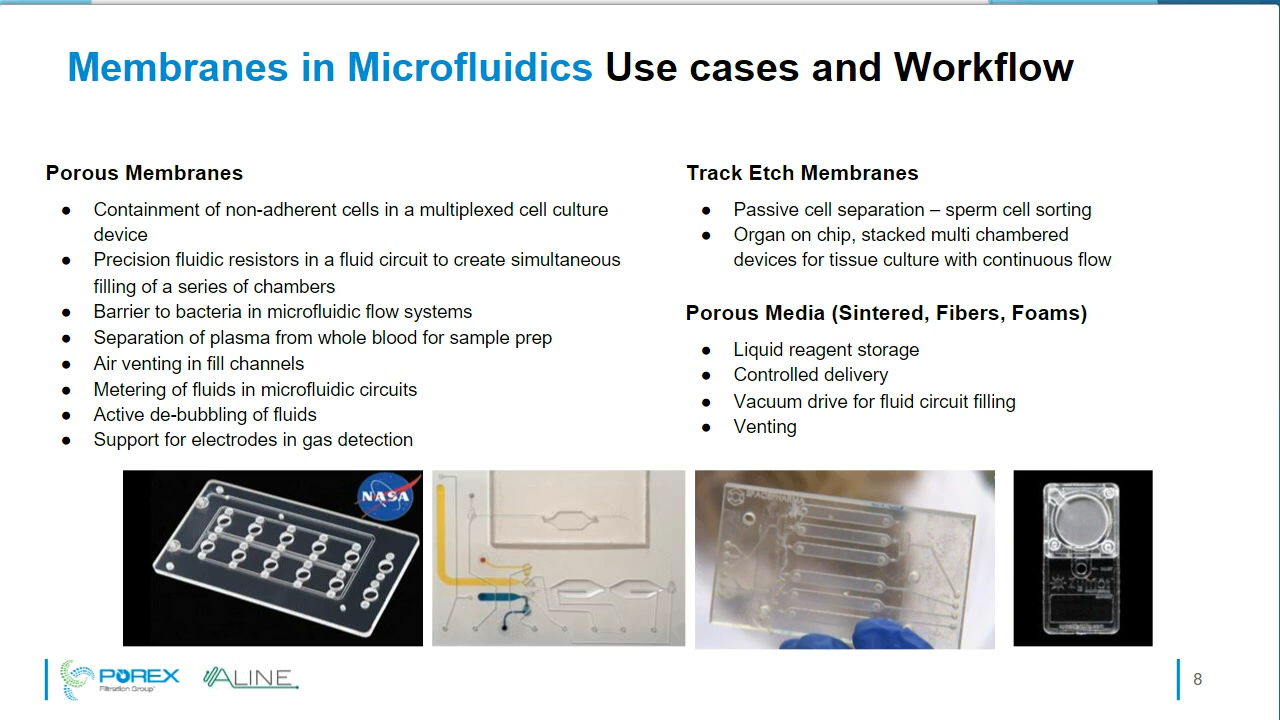 Membranes in Microfluidics Use cases and Workflow
Porous Membranes
● Containment of non-adherent cells in a multiplexed cell culture
device
● Precision fluidic resistors in a fluid circuit to create simultaneous
filling of a series of chambers
● Barrier to bacteria in microfluidic flow systems
● Separation of plasma from whole blood for sample prep
● Air venting in fill channels
● Metering of fluids in microfluidic circuits
● Active de-bubbling of fluids
● Support for electrodes in gas detection
Track Etch Membranes
● Passive cell separation – sperm cell sorting
● Organ on chip, stacked multi chambered
devices for tissue culture with continuous flow
Porous Media (Sintered, Fibers, Foams)
● Liquid reagent storage
● Controlled delivery
● Vacuum drive for fluid circuit filling
● Venting
NASA
POREX
Filtration Group
ALINE
8